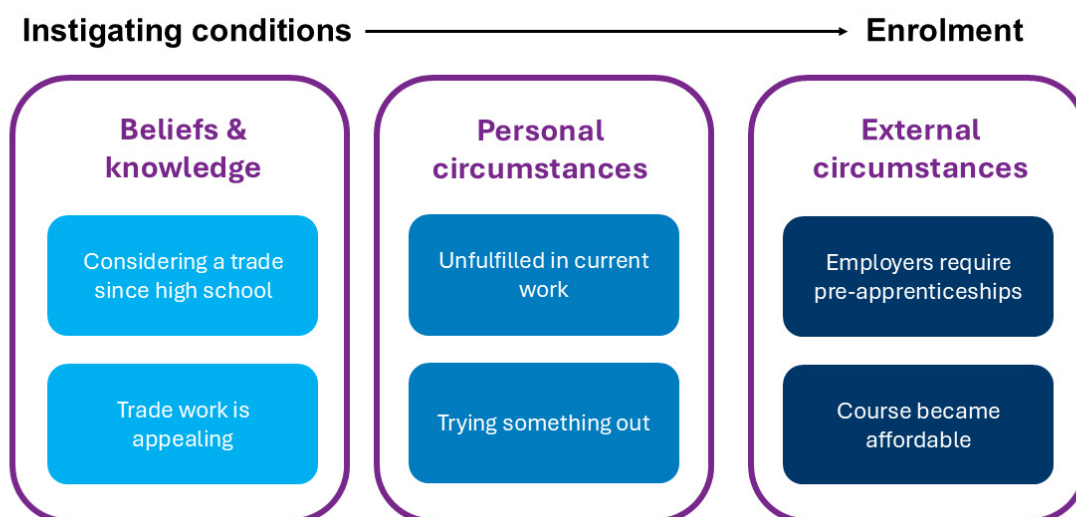 Instigating conditions
Enrolment
Beliefs &
knowledge
Considering a trade
since high school
Trade work is
appealing
Personal
circumstances
Unfulfilled in current
work
Trying something out
External
circumstances
Employers require
pre-apprenticeships
Course became
affordable